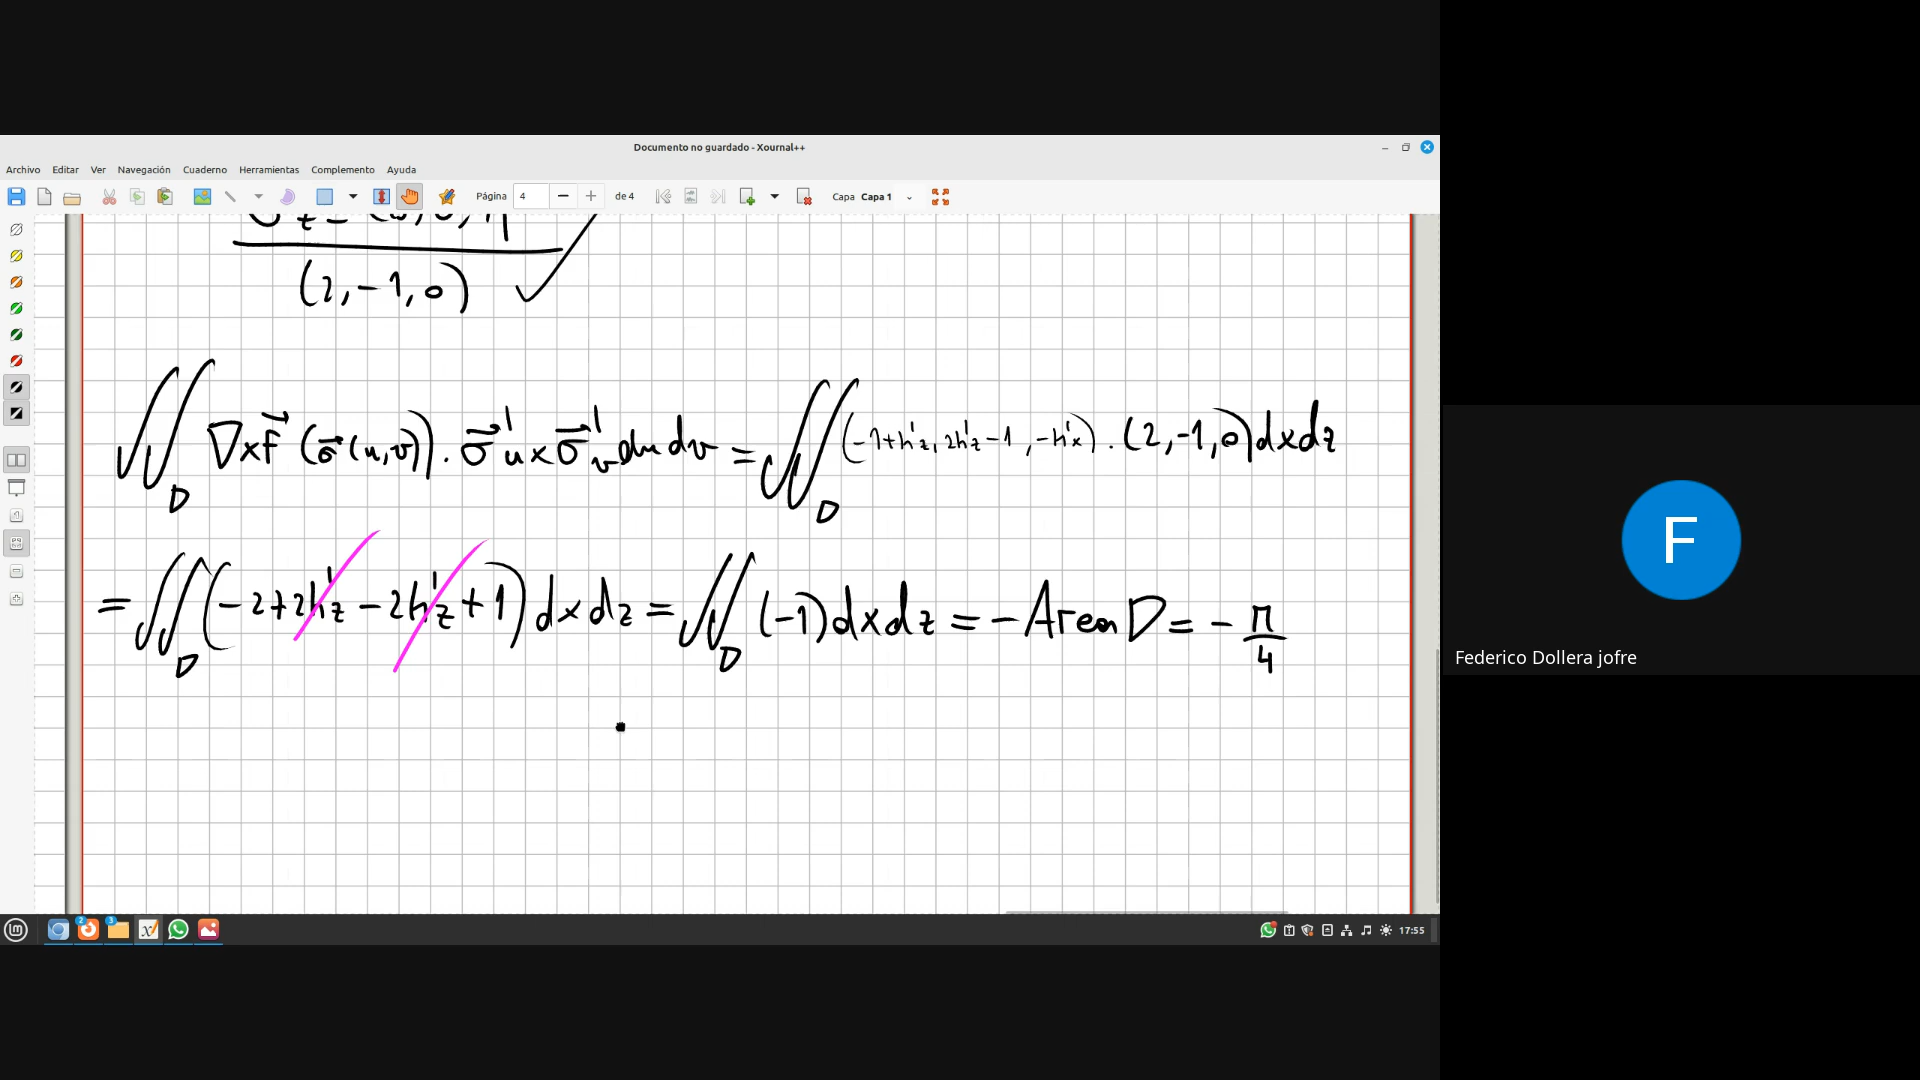 Documento no guardado - Xournal++
Archivo Editar Ver Navegación Cuaderno Herramientas Complemento Ayuda
Página 4 de 4 Capa Capa 1
(2, -1, 0) ✓
∬_D ∇×f⃗ (σ⃗(u,v)) · σ⃗'u × σ⃗'v du dv = ∬_D (-1+h'z, 2h'z-1, -h'x) · (2,-1,0) dx dz
= ∬_D (-2+2h'z-2h'z+1) dx dz = ∬_D (-1) dx dz = - Area D = - π/4
F
Federico Dollera jofre
2 3 17:55